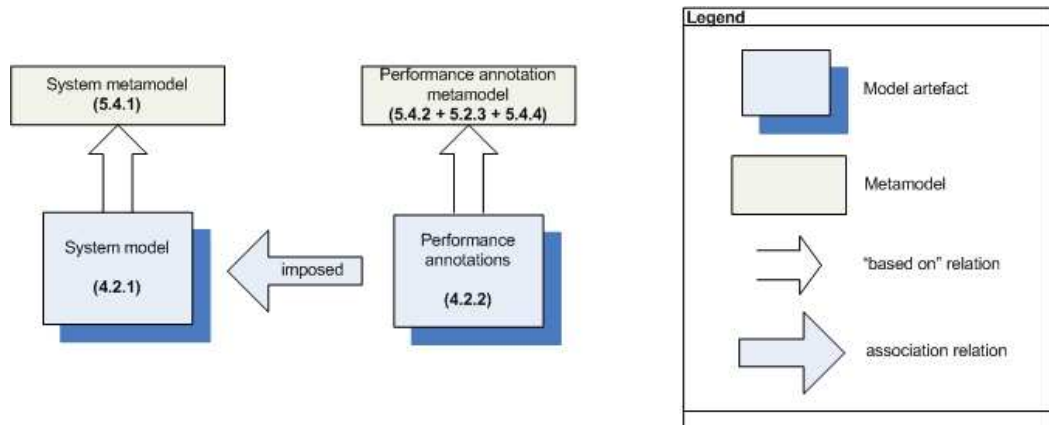 Legend
System metamodel
(5.4.1)
Performance annotation
metamodel
(5.4.2 + 5.2.3 + 5.4.4)
Model artefact
Metamodel
System model
(4.2.1)
imposed
Performance
annotations
(4.2.2)
"based on" relation
association relation